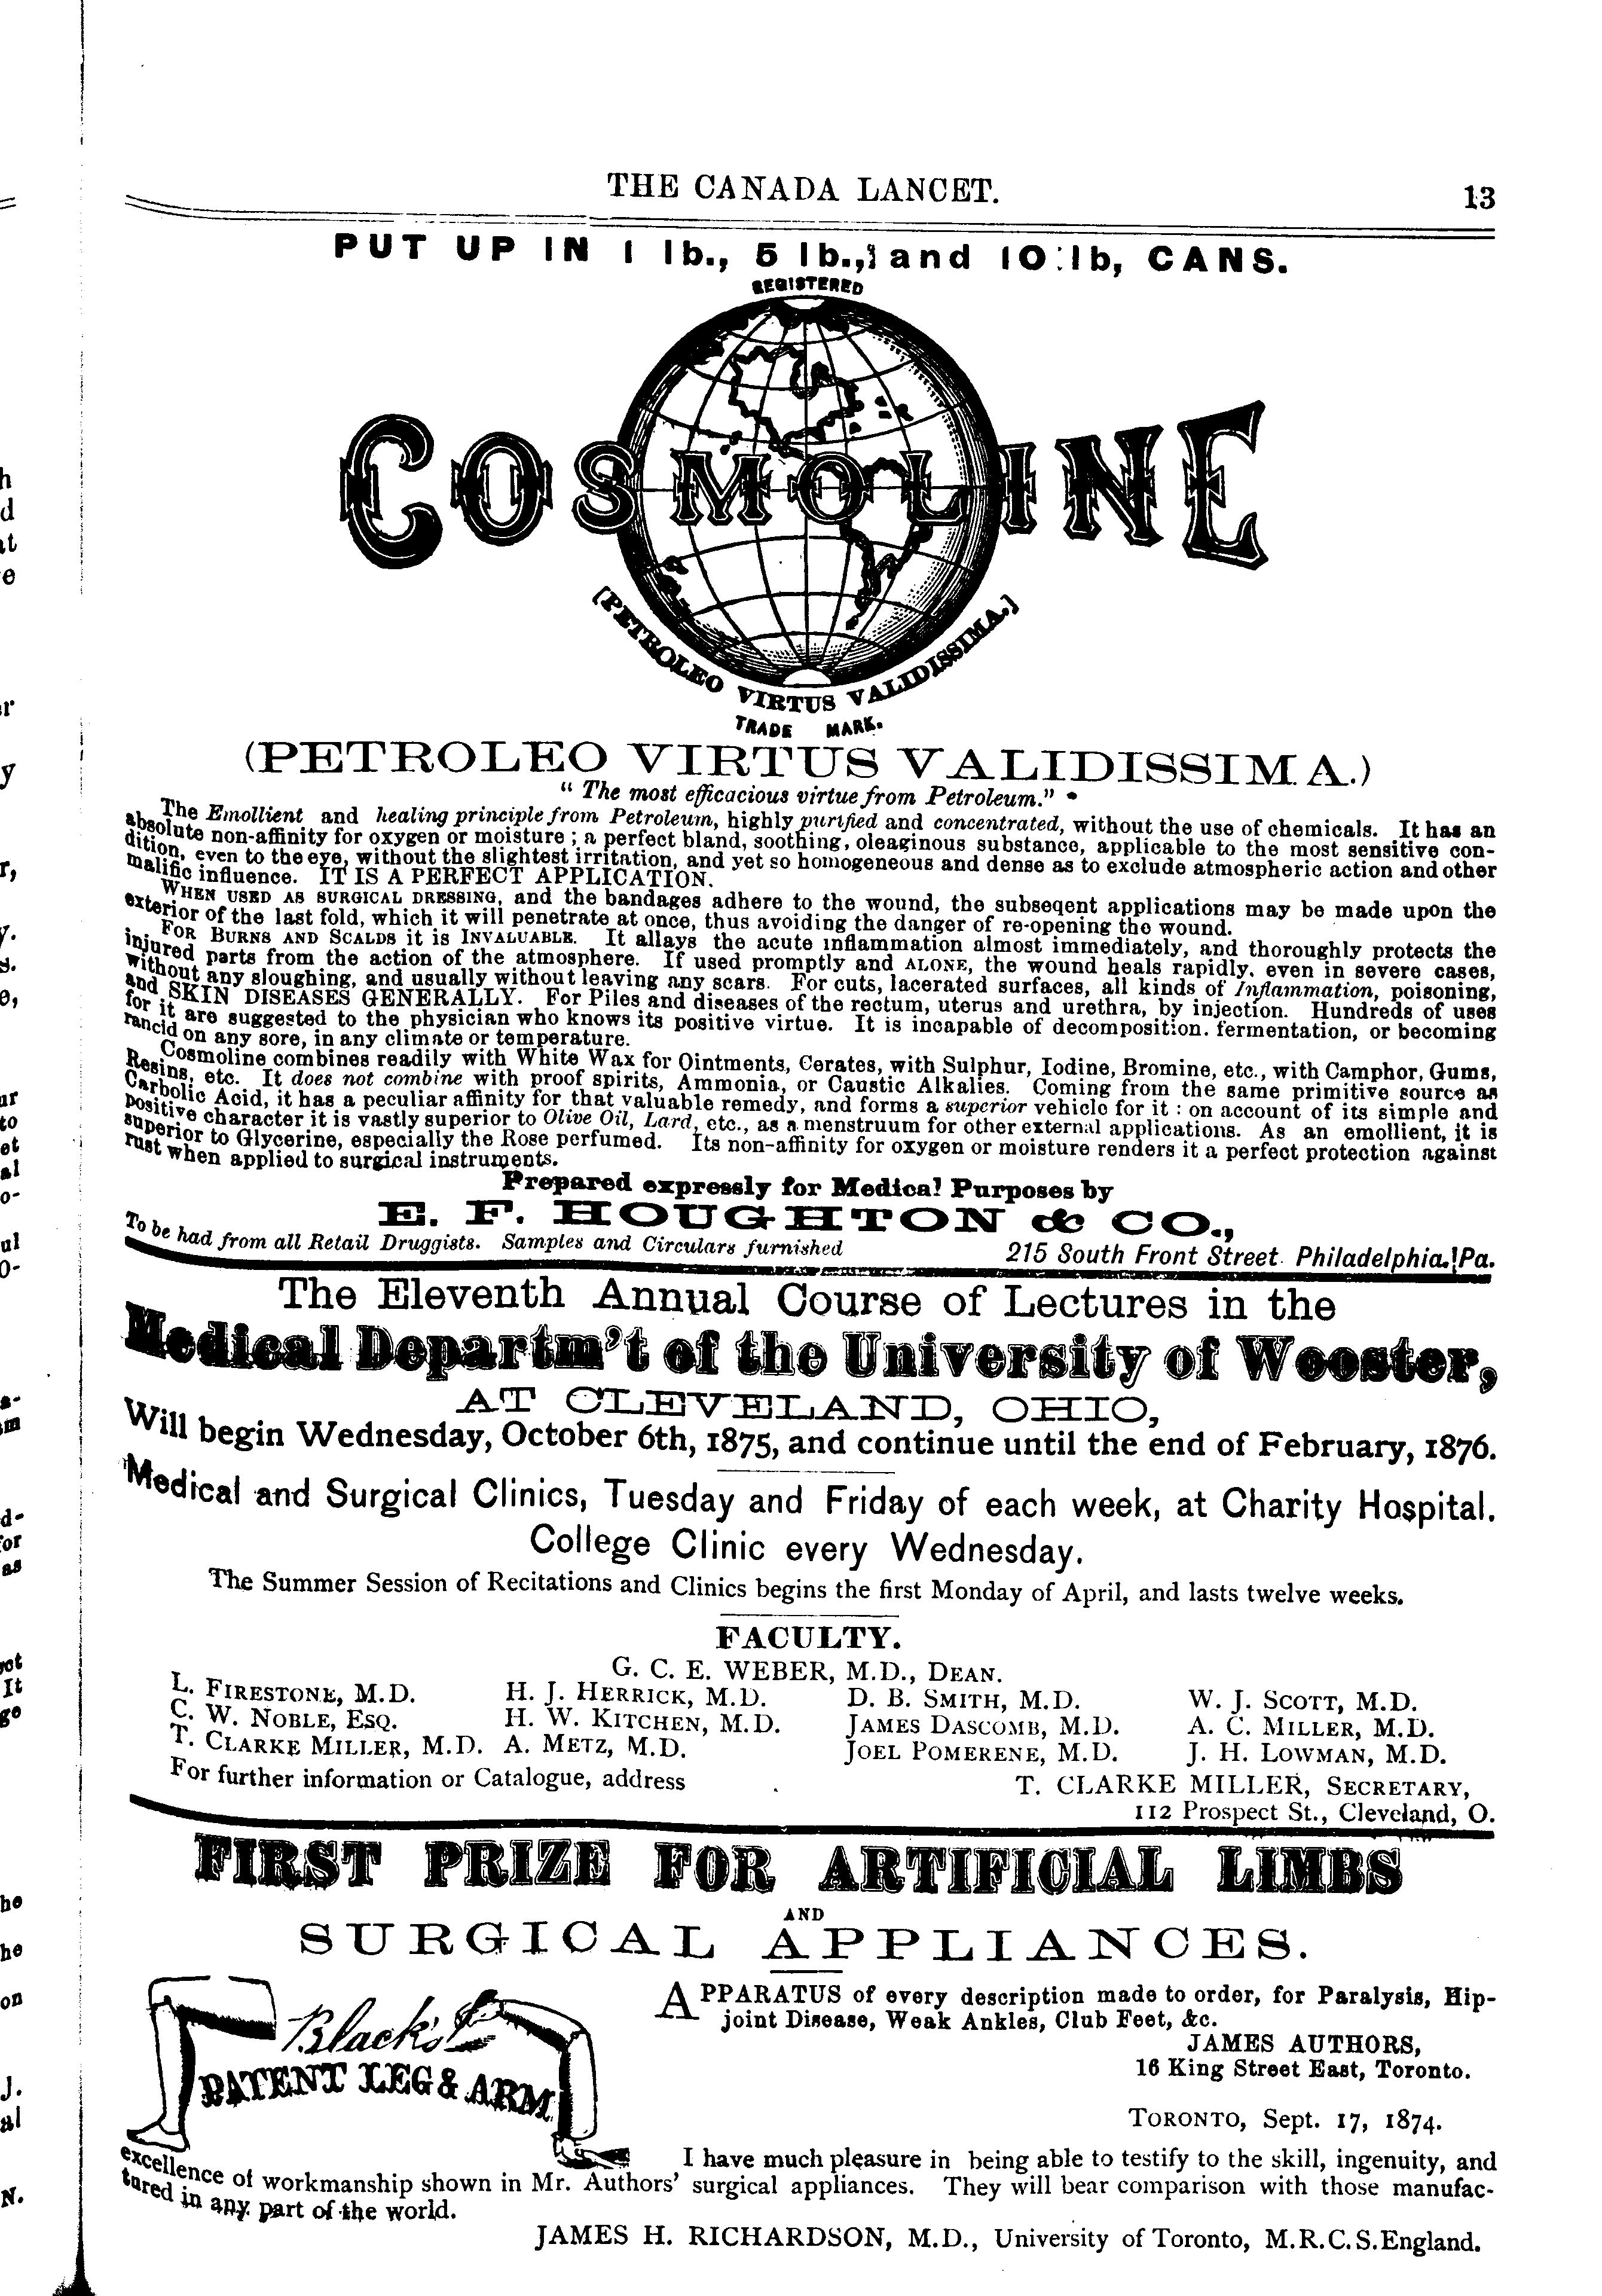 THE CANADA LANCET. 13
PUT UP IN 1 lb., 5 lb., and 10 lb, CANS.
REGISTERED
COSMOLINE
[PETROLEO VIRTUS VALIDISSIMA.]
TRADE MARK.
(PETROLEO VIRTUS VALIDISSIMA.)
“ The most efficacious virtue from Petroleum.”
The Emollient and healing principle from Petroleum, highly purified and concentrated, without the use of chemicals. It has an
absolute non-affinity for oxygen or moisture ; a perfect bland, soothing, oleaginous substance, applicable to the most sensitive con-
dition, even to the eye, without the slightest irritation, and yet so homogeneous and dense as to exclude atmospheric action and other
malific influence. IT IS A PERFECT APPLICATION.
WHEN USED AS SURGICAL DRESSING, and the bandages adhere to the wound, the subseqent applications may be made upon the
exterior of the last fold, which it will penetrate at once, thus avoiding the danger of re-opening the wound.
FOR BURNS AND SCALDS it is INVALUABLE. It allays the acute inflammation almost immediately, and thoroughly protects the
injured parts from the action of the atmosphere. If used promptly and ALONE, the wound heals rapidly, even in severe cases,
without any sloughing, and usually without leaving any scars. For cuts, lacerated surfaces, all kinds of Inflammation, poisoning,
and SKIN DISEASES GENERALLY. For Piles and diseases of the rectum, uterus and urethra, by injection. Hundreds of uses
for it are suggested to the physician who knows its positive virtue. It is incapable of decomposition. fermentation, or becoming
rancid on any sore, in any climate or temperature.
Cosmoline combines readily with White Wax for Ointments, Cerates, with Sulphur, Iodine, Bromine, etc., with Camphor, Gums,
Resins, etc. It does not combine with proof spirits, Ammonia, or Caustic Alkalies. Coming from the same primitive source as
Carbolic Acid, it has a peculiar affinity for that valuable remedy, and forms a superior vehicle for it : on account of its simple and
positive character it is vastly superior to Olive Oil, Lard, etc., as a menstruum for other external applications. As an emollient, it is
superior to Glycerine, especially the Rose perfumed. Its non-affinity for oxygen or moisture renders it a perfect protection against
rust when applied to surgical instruments.
Prepared expressly for Medical Purposes by
E. F. HOUGHTON & CO.,
To be had from all Retail Druggists. Samples and Circulars furnished 215 South Front Street. Philadelphia. Pa.
The Eleventh Annual Course of Lectures in the
Medical Departm't of the University of Wooster,
AT CLEVELAND, OHIO,
Will begin Wednesday, October 6th, 1875, and continue until the end of February, 1876.
Medical and Surgical Clinics, Tuesday and Friday of each week, at Charity Hospital.
College Clinic every Wednesday.
The Summer Session of Recitations and Clinics begins the first Monday of April, and lasts twelve weeks.
FACULTY.
G. C. E. WEBER, M.D., DEAN.
L. FIRESTONE, M.D. H. J. HERRICK, M.D. D. B. SMITH, M.D. W. J. SCOTT, M.D.
C. W. NOBLE, ESQ. H. W. KITCHEN, M.D. JAMES DASCOMB, M.D. A. C. MILLER, M.D.
T. CLARKE MILLER, M.D. A. METZ, M.D. JOEL POMERENE, M.D. J. H. LOWMAN, M.D.
For further information or Catalogue, address T. CLARKE MILLER, SECRETARY,
112 Prospect St., Cleveland, O.
FIRST PRIZE FOR ARTIFICIAL LIMBS
AND
SURGICAL APPLIANCES.
Black's
PATENT LEG & ARM
APPARATUS of every description made to order, for Paralysis, Hip-
joint Disease, Weak Ankles, Club Feet, &c.
JAMES AUTHORS,
16 King Street East, Toronto.
TORONTO, Sept. 17, 1874.
I have much pleasure in being able to testify to the skill, ingenuity, and
excellence of workmanship shown in Mr. Authors' surgical appliances. They will bear comparison with those manufac-
tured in any part of the world.
JAMES H. RICHARDSON, M.D., University of Toronto, M.R.C.S.England.